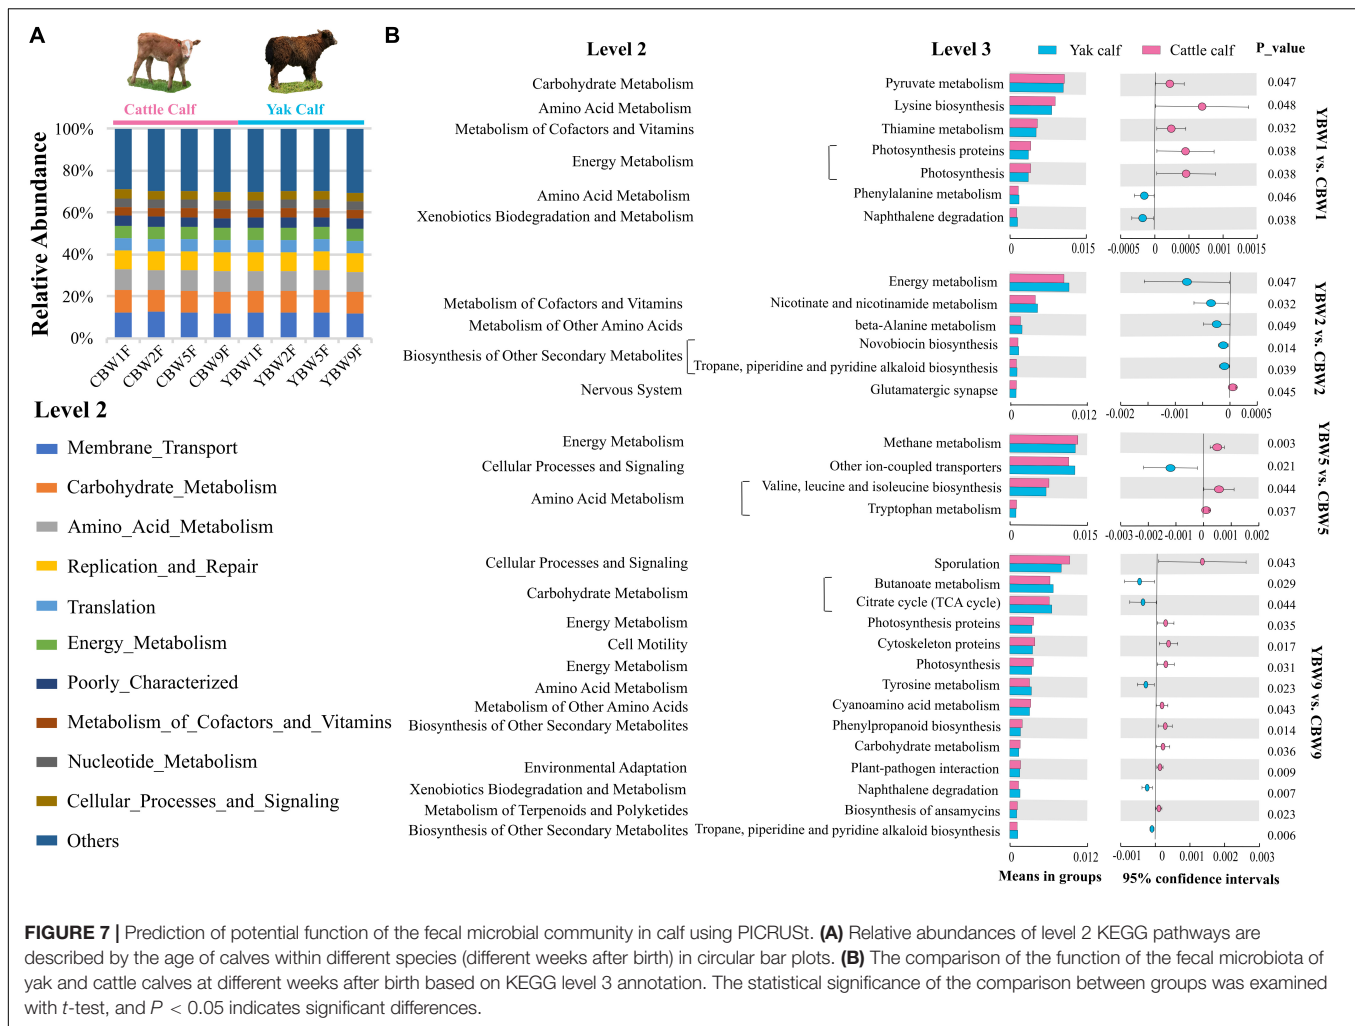 A
B
Cattle Calf
Yak Calf
Relative Abundance
100%
80%
60%
40%
20%
0%
CBW1F
CBW2F
CBW5F
CBW9F
YBW1F
YBW2F
YBW5F
YBW9F
Level 2
Membrane_Transport
Carbohydrate_Metabolism
Amino_Acid_Metabolism
Replication_and_Repair
Translation
Energy_Metabolism
Poorly_Characterized
Metabolism_of_Cofactors_and_Vitamins
Nucleotide_Metabolism
Cellular_Processes_and_Signaling
Others
Level 2 Level 3 Yak calf Cattle calf P_value
Carbohydrate Metabolism Pyruvate metabolism 0.047
Amino Acid Metabolism Lysine biosynthesis 0.048
Metabolism of Cofactors and Vitamins Thiamine metabolism 0.032
Energy Metabolism Photosynthesis proteins 0.038
Photosynthesis 0.038
Amino Acid Metabolism Phenylalanine metabolism 0.046
Xenobiotics Biodegradation and Metabolism Naphthalene degradation 0.038
0 0.015 -0.0005 0 0.0005 0.0015
YBW1 vs. CBW1
Energy metabolism 0.047
Metabolism of Cofactors and Vitamins Nicotinate and nicotinamide metabolism 0.032
Metabolism of Other Amino Acids beta-Alanine metabolism 0.049
Biosynthesis of Other Secondary Metabolites Novobiocin biosynthesis 0.014
Tropane, piperidine and pyridine alkaloid biosynthesis 0.039
Nervous System Glutamatergic synapse 0.045
0 0.012 -0.002 -0.001 0 0.0005
YBW2 vs. CBW2
Energy Metabolism Methane metabolism 0.003
Cellular Processes and Signaling Other ion-coupled transporters 0.021
Amino Acid Metabolism Valine, leucine and isoleucine biosynthesis 0.044
Tryptophan metabolism 0.037
0 0.015 -0.003 -0.002 -0.001 0 0.001 0.002
YBW5 vs. CBW5
Cellular Processes and Signaling Sporulation 0.043
Carbohydrate Metabolism Butanoate metabolism 0.029
Citrate cycle (TCA cycle) 0.044
Energy Metabolism Photosynthesis proteins 0.035
Cell Motility Cytoskeleton proteins 0.017
Energy Metabolism Photosynthesis 0.031
Amino Acid Metabolism Tyrosine metabolism 0.023
Metabolism of Other Amino Acids Cyanoamino acid metabolism 0.043
Biosynthesis of Other Secondary Metabolites Phenylpropanoid biosynthesis 0.014
Carbohydrate metabolism 0.036
Environmental Adaptation Plant-pathogen interaction 0.009
Xenobiotics Biodegradation and Metabolism Naphthalene degradation 0.007
Metabolism of Terpenoids and Polyketides Biosynthesis of ansamycins 0.023
Biosynthesis of Other Secondary Metabolites Tropane, piperidine and pyridine alkaloid biosynthesis 0.006
0 0.012 -0.001 0 0.001 0.002 0.003
YBW9 vs. CBW9
Means in groups 95% confidence intervals
FIGURE 7 | Prediction of potential function of the fecal microbial community in calf using PICRUSt. (A) Relative abundances of level 2 KEGG pathways are
described by the age of calves within different species (different weeks after birth) in circular bar plots. (B) The comparison of the function of the fecal microbiota of
yak and cattle calves at different weeks after birth based on KEGG level 3 annotation. The statistical significance of the comparison between groups was examined
with t-test, and P < 0.05 indicates significant differences.